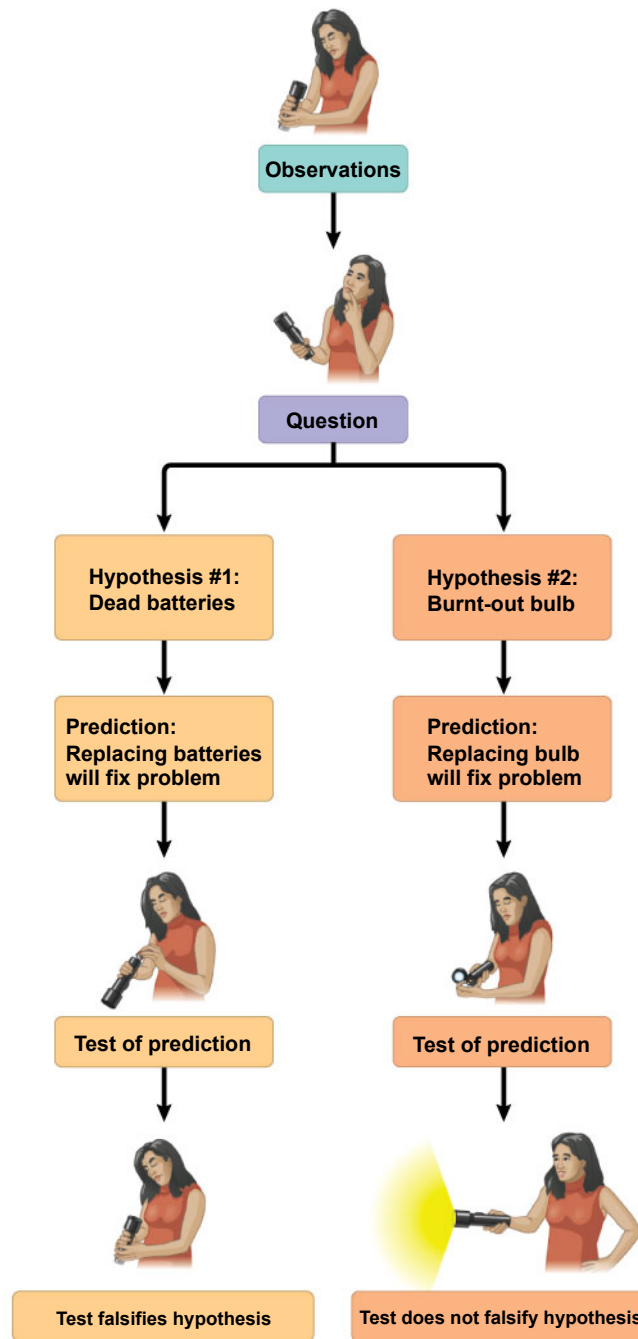 Observations
Question
Hypothesis #1:
Dead batteries
Hypothesis #2:
Burnt-out bulb
Prediction:
Replacing batteries
will fix problem
Prediction:
Replacing bulb
will fix problem
Test of prediction
Test of prediction
Test falsifies hypothesis
Test does not falsify hypothesis